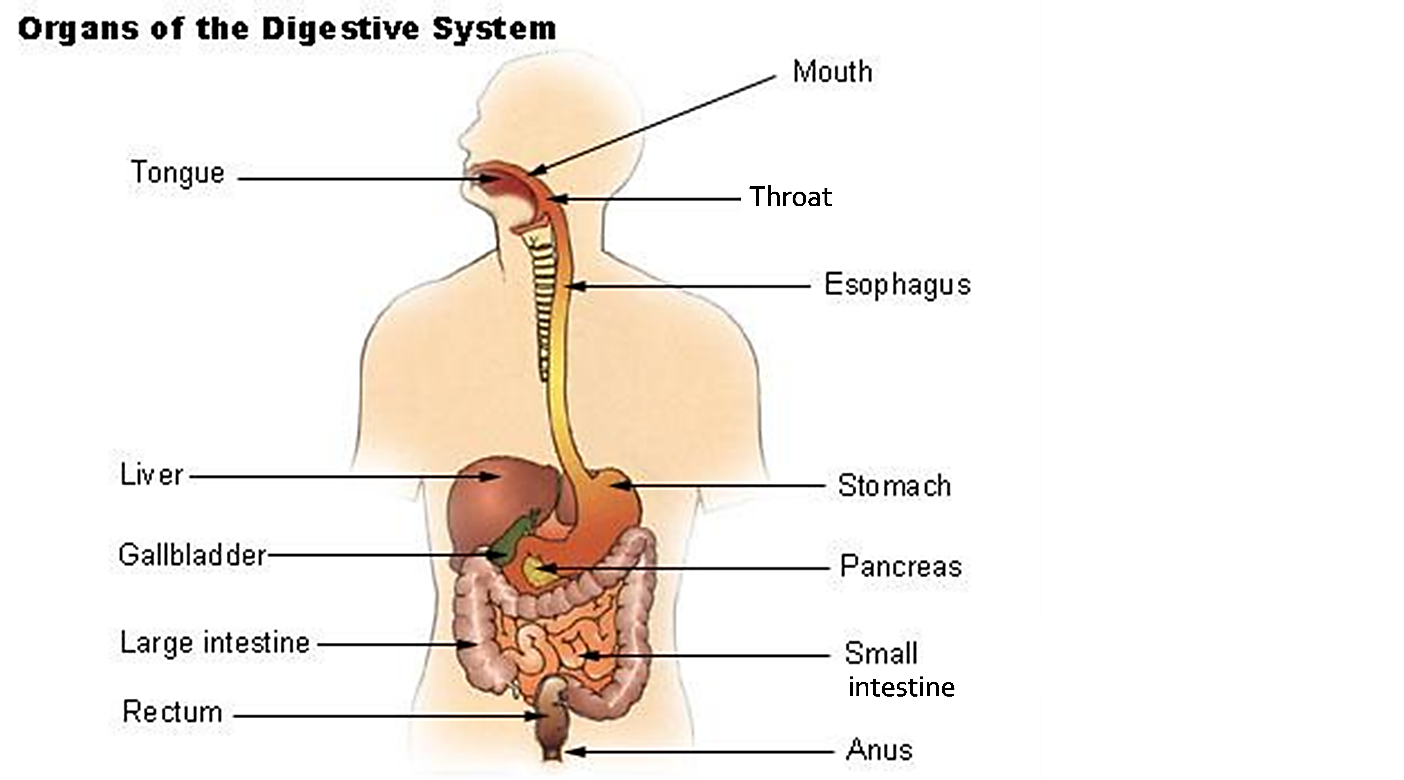 Organs of the Digestive System
Mouth
Tongue
Throat
Esophagus
Liver
Stomach
Gallbladder
Pancreas
Large intestine
Small
intestine
Rectum
Anus